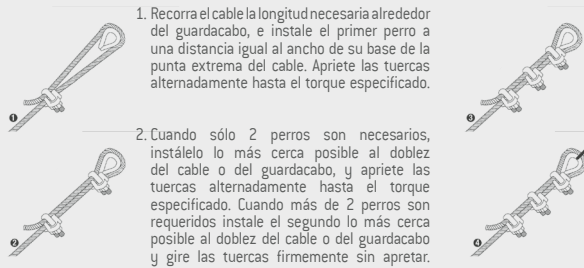 1. Recorra el cable la longitud necesaria alrededor
del guardacabo, e instale el primer perro a
una distancia igual al ancho de su base de la
punta extrema del cable. Apriete las tuercas
alternadamente hasta el torque especificado.
1
3
2. Cuando sólo 2 perros son necesarios,
instálelo lo más cerca posible al doblez
del cable o del guardacabo, y apriete las
tuercas alternadamente hasta el torque
especificado. Cuando más de 2 perros son
requeridos instale el segundo lo más cerca
posible al doblez del cable o del guardacabo
y gire las tuercas firmemente sin apretar.
2
4